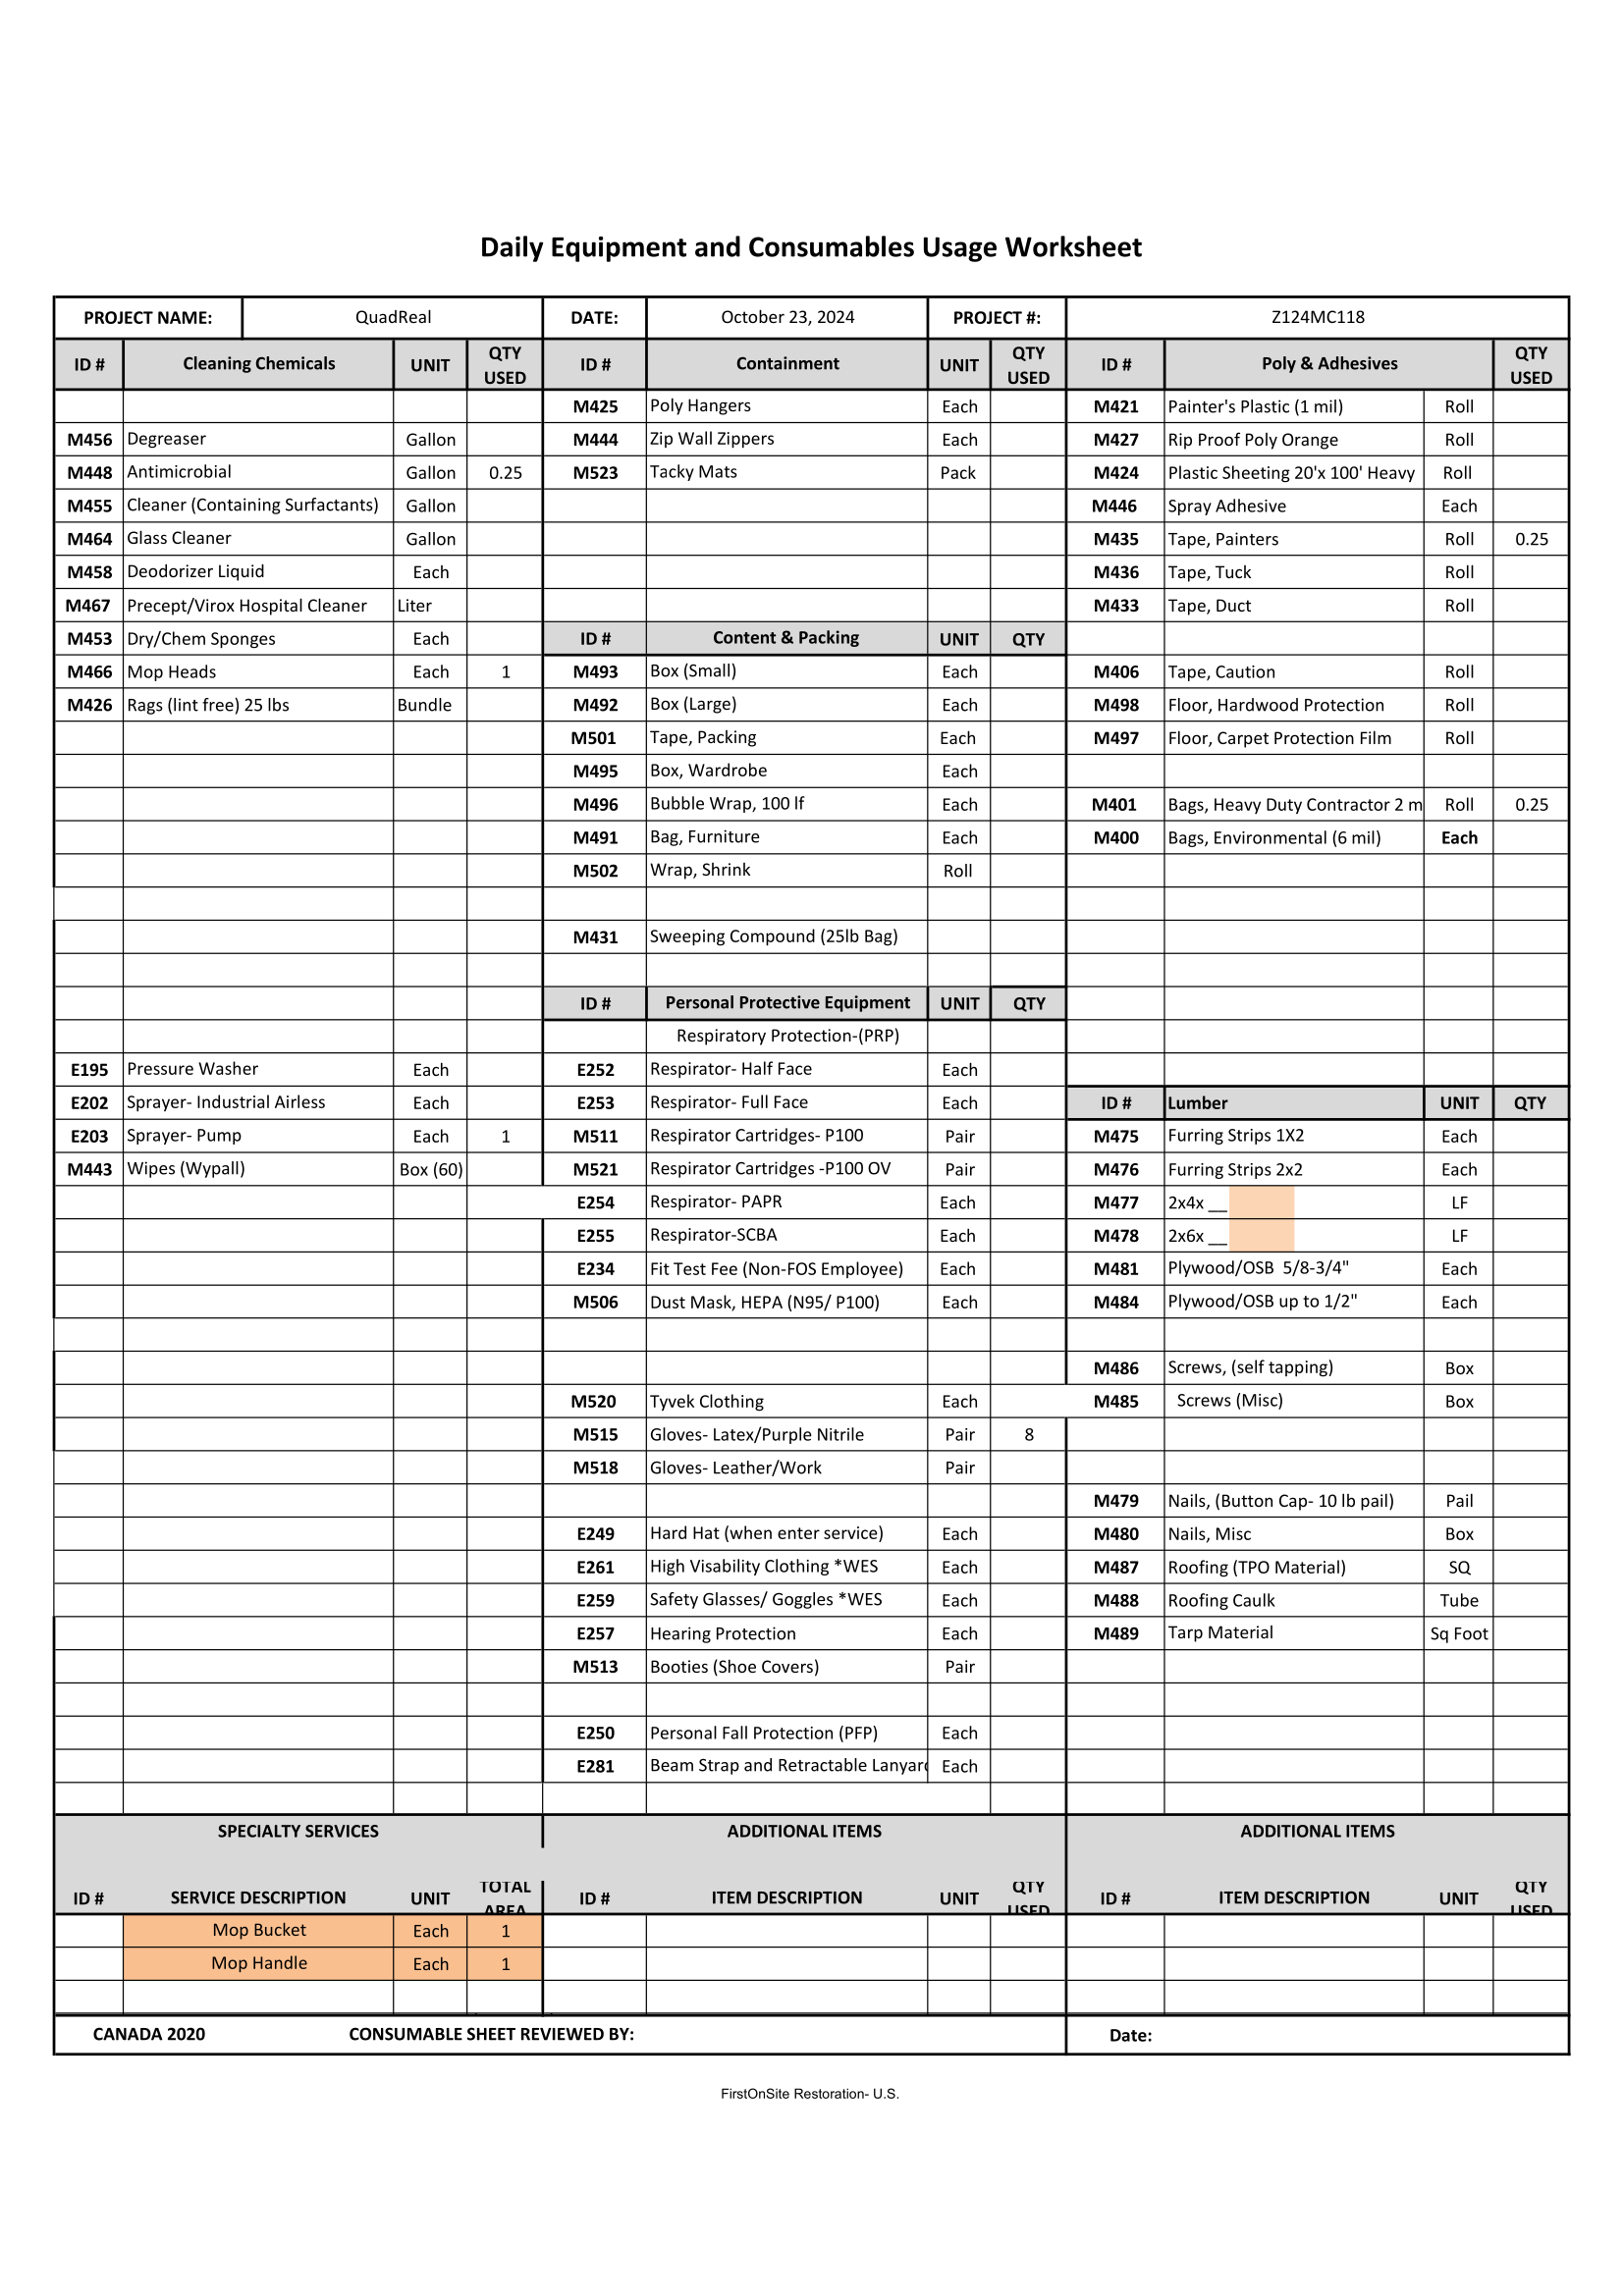 Daily Equipment and Consumables Usage Worksheet
PROJECT NAME: QuadReal DATE: October 23, 2024 PROJECT #: Z124MC118
ID # Cleaning Chemicals UNIT QTY USED ID # Containment UNIT QTY USED ID # Poly & Adhesives QTY USED
M425 Poly Hangers Each M421 Painter's Plastic (1 mil) Roll
M456 Degreaser Gallon M444 Zip Wall Zippers Each M427 Rip Proof Poly Orange Roll
M448 Antimicrobial Gallon 0.25 M523 Tacky Mats Pack M424 Plastic Sheeting 20'x 100' Heavy Roll
M455 Cleaner (Containing Surfactants) Gallon M446 Spray Adhesive Each
M464 Glass Cleaner Gallon M435 Tape, Painters Roll 0.25
M458 Deodorizer Liquid Each M436 Tape, Tuck Roll
M467 Precept/Virox Hospital Cleaner Liter M433 Tape, Duct Roll
M453 Dry/Chem Sponges Each ID # Content & Packing UNIT QTY
M466 Mop Heads Each 1 M493 Box (Small) Each M406 Tape, Caution Roll
M426 Rags (lint free) 25 lbs Bundle M492 Box (Large) Each M498 Floor, Hardwood Protection Roll
M501 Tape, Packing Each M497 Floor, Carpet Protection Film Roll
M495 Box, Wardrobe Each
M496 Bubble Wrap, 100 lf Each M401 Bags, Heavy Duty Contractor 2 m Roll 0.25
M491 Bag, Furniture Each M400 Bags, Environmental (6 mil) Each
M502 Wrap, Shrink Roll
M431 Sweeping Compound (25lb Bag)
ID # Personal Protective Equipment UNIT QTY
Respiratory Protection-(PRP)
E195 Pressure Washer Each E252 Respirator- Half Face Each
E202 Sprayer- Industrial Airless Each E253 Respirator- Full Face Each ID # Lumber UNIT QTY
E203 Sprayer- Pump Each 1 M511 Respirator Cartridges- P100 Pair M475 Furring Strips 1X2 Each
M443 Wipes (Wypall) Box (60) M521 Respirator Cartridges -P100 OV Pair M476 Furring Strips 2x2 Each
E254 Respirator- PAPR Each M477 2x4x __ LF
E255 Respirator-SCBA Each M478 2x6x __ LF
E234 Fit Test Fee (Non-FOS Employee) Each M481 Plywood/OSB 5/8-3/4" Each
M506 Dust Mask, HEPA (N95/ P100) Each M484 Plywood/OSB up to 1/2" Each
M486 Screws, (self tapping) Box
M520 Tyvek Clothing Each M485 Screws (Misc) Box
M515 Gloves- Latex/Purple Nitrile Pair 8
M518 Gloves- Leather/Work Pair
M479 Nails, (Button Cap- 10 lb pail) Pail
E249 Hard Hat (when enter service) Each M480 Nails, Misc Box
E261 High Visability Clothing *WES Each M487 Roofing (TPO Material) SQ
E259 Safety Glasses/ Goggles *WES Each M488 Roofing Caulk Tube
E257 Hearing Protection Each M489 Tarp Material Sq Foot
M513 Booties (Shoe Covers) Pair
E250 Personal Fall Protection (PFP) Each
E281 Beam Strap and Retractable Lanyard Each
SPECIALTY SERVICES ADDITIONAL ITEMS ADDITIONAL ITEMS
ID # SERVICE DESCRIPTION UNIT TOTAL AREA ID # ITEM DESCRIPTION UNIT QTY USED ID # ITEM DESCRIPTION UNIT QTY USED
Mop Bucket Each 1
Mop Handle Each 1
CANADA 2020 CONSUMABLE SHEET REVIEWED BY: Date:
FirstOnSite Restoration- U.S.